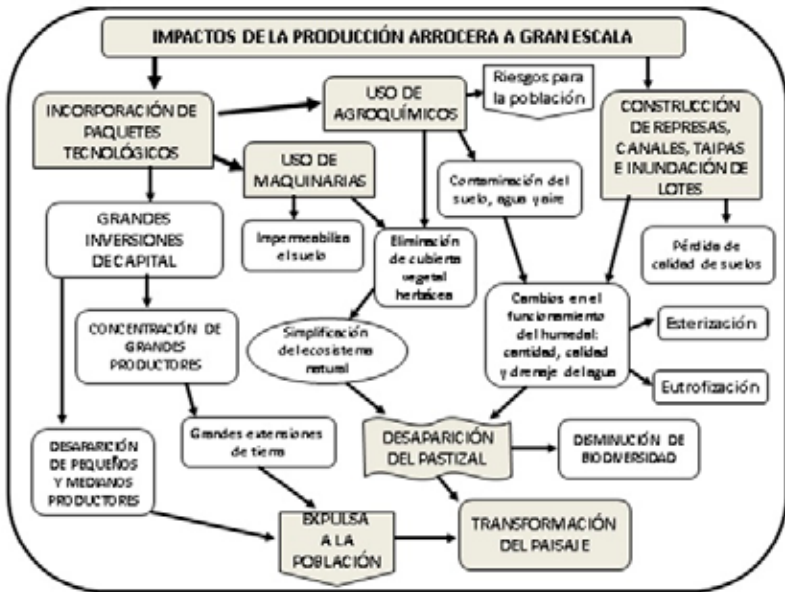 IMPACTOS DE LA PRODUCCIÓN ARROCERA A GRAN ESCALA
INCORPORACIÓN DE
PAQUETES
TECNOLÓGICOS
USO DE
AGROQUÍMICOS
Riesgos para
la población
CONSTRUCCIÓN
DE REPRESAS,
CANALES, TAIPAS
E INUNDACIÓN DE
LOTES
USO DE
MAQUINARIAS
Contaminación del
suelo, agua y aire
GRANDES
INVERSIONES
DE CAPITAL
Impermeabiliza
el suelo
Eliminación
de cubierta
vegetal
herbácea
Pérdida de
calidad de suelos
CONCENTRACIÓN DE
GRANDES
PRODUCTORES
Simplificación
del ecosistema
natural
Cambios en el
funcionamiento
del humedal:
cantidad, calidad
y drenaje del agua
Esterización
Eutrofización
DESAPARICIÓN
DE PEQUEÑOS
Y MEDIANOS
PRODUCTORES
Grandes extensiones
de tierra
DESAPARICIÓN
DEL PASTIZAL
DISMINUCIÓN DE
BIODIVERSIDAD
EXPULSA
A LA
POBLACIÓN
TRANSFORMACIÓN
DEL PAISAJE